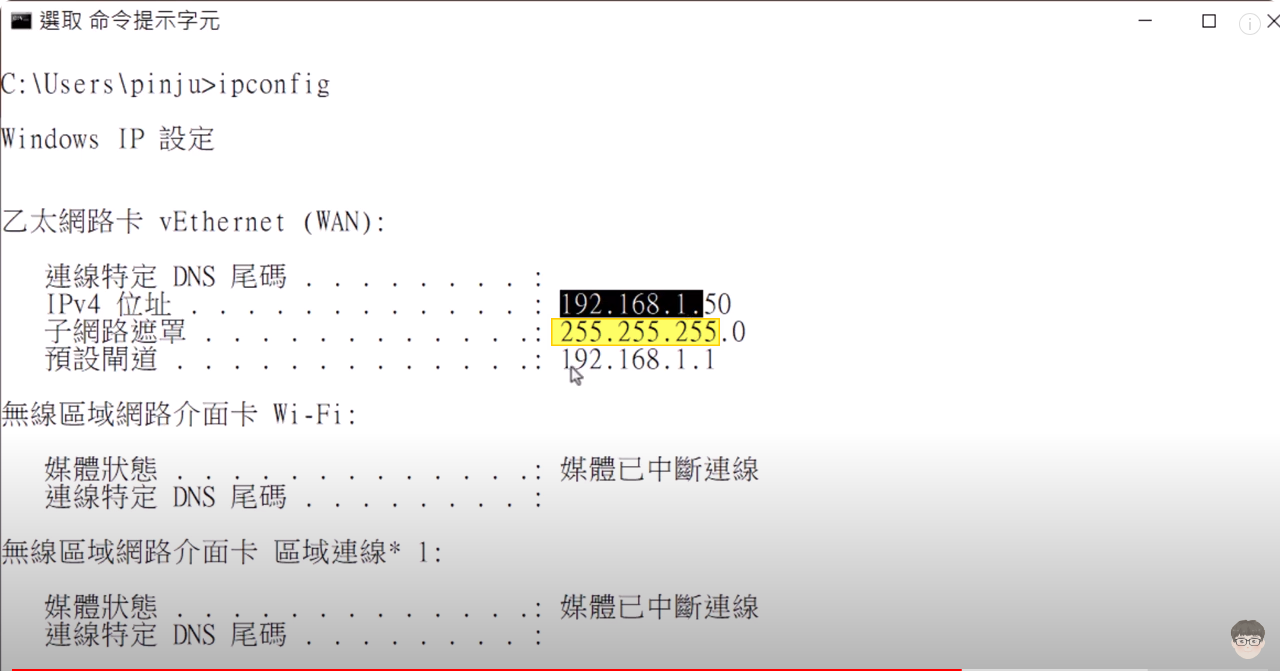 選取 命令提示字元
C:\Users\pinju>ipconfig
Windows IP 設定
乙太網路卡 vEthernet (WAN):
連線特定 DNS 尾碼 . . . . . . . . :
IPv4 位址 . . . . . . . . . . . . : 192.168.1.50
子網路遮罩 . . . . . . . . . . . .: 255.255.255.0
預設閘道 . . . . . . . . . . . . .: 192.168.1.1
無線區域網路介面卡 Wi-Fi:
媒體狀態 . . . . . . . . . . . . .: 媒體已中斷連線
連線特定 DNS 尾碼 . . . . . . . . :
無線區域網路介面卡 區域連線* 1:
媒體狀態 . . . . . . . . . . . . .: 媒體已中斷連線
連線特定 DNS 尾碼 . . . . . . . . :